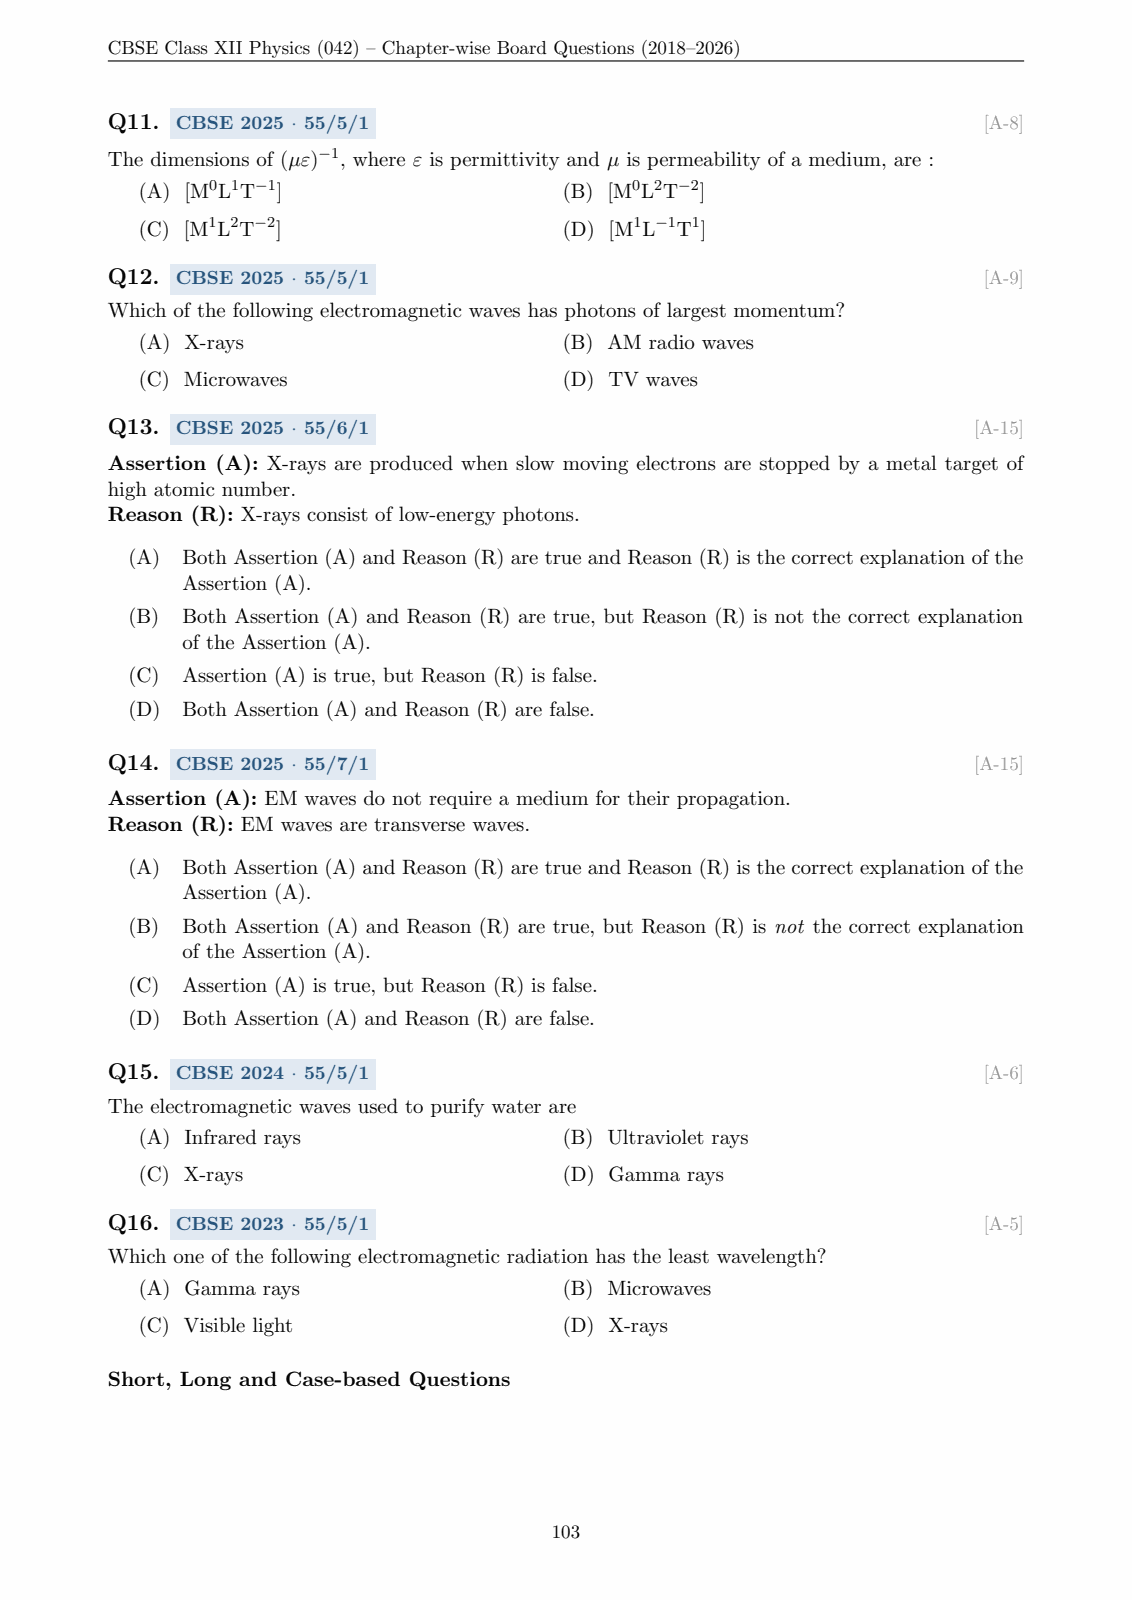 CBSE Class XII Physics (042) – Chapter-wise Board Questions (2018–2026)
Q11. CBSE 2025 · 55/5/1 [A-8]
The dimensions of (με)⁻¹, where ε is permittivity and μ is permeability of a medium, are :
(A) [M⁰L¹T⁻¹] (B) [M⁰L²T⁻²]
(C) [M¹L²T⁻²] (D) [M¹L⁻¹T¹]
Q12. CBSE 2025 · 55/5/1 [A-9]
Which of the following electromagnetic waves has photons of largest momentum?
(A) X-rays (B) AM radio waves
(C) Microwaves (D) TV waves
Q13. CBSE 2025 · 55/6/1 [A-15]
Assertion (A): X-rays are produced when slow moving electrons are stopped by a metal target of
high atomic number.
Reason (R): X-rays consist of low-energy photons.
(A) Both Assertion (A) and Reason (R) are true and Reason (R) is the correct explanation of the
Assertion (A).
(B) Both Assertion (A) and Reason (R) are true, but Reason (R) is not the correct explanation
of the Assertion (A).
(C) Assertion (A) is true, but Reason (R) is false.
(D) Both Assertion (A) and Reason (R) are false.
Q14. CBSE 2025 · 55/7/1 [A-15]
Assertion (A): EM waves do not require a medium for their propagation.
Reason (R): EM waves are transverse waves.
(A) Both Assertion (A) and Reason (R) are true and Reason (R) is the correct explanation of the
Assertion (A).
(B) Both Assertion (A) and Reason (R) are true, but Reason (R) is not the correct explanation
of the Assertion (A).
(C) Assertion (A) is true, but Reason (R) is false.
(D) Both Assertion (A) and Reason (R) are false.
Q15. CBSE 2024 · 55/5/1 [A-6]
The electromagnetic waves used to purify water are
(A) Infrared rays (B) Ultraviolet rays
(C) X-rays (D) Gamma rays
Q16. CBSE 2023 · 55/5/1 [A-5]
Which one of the following electromagnetic radiation has the least wavelength?
(A) Gamma rays (B) Microwaves
(C) Visible light (D) X-rays
Short, Long and Case-based Questions
103